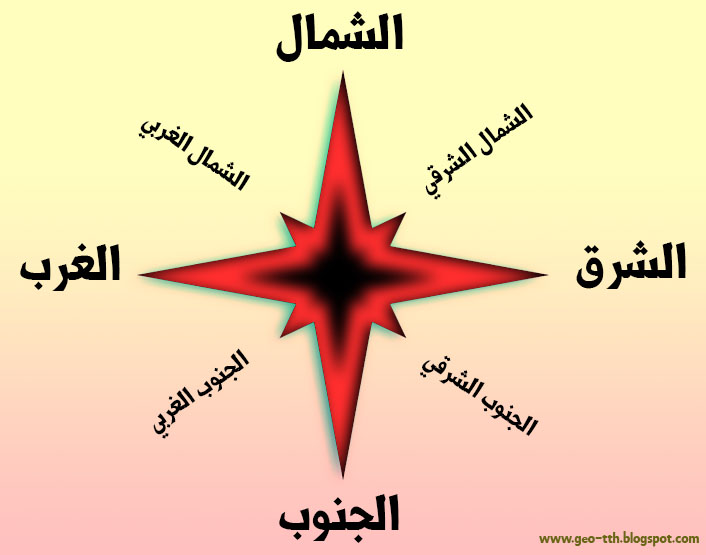 الشمال
الشمال الغربي
الشمال الشرقي
الغرب
الشرق
الجنوب الغربي
الجنوب الشرقي
الجنوب
www.geo-tth.blogspot.com